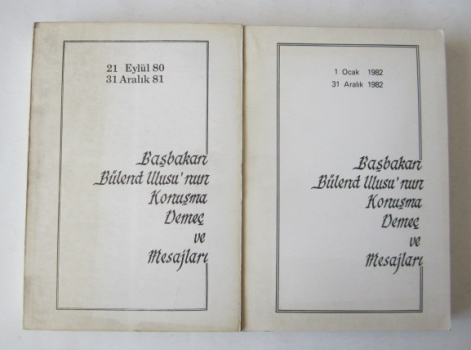 21 Eylül 80
31 Aralık 81
Başbakan
Bülend Ulusu'nun
Konuşma
Demeç
ve
Mesajları
1 Ocak 1982
31 Aralık 1982
Başbakan
Bülend Ulusu'nun
Konuşma
Demeç
ve
Mesajları